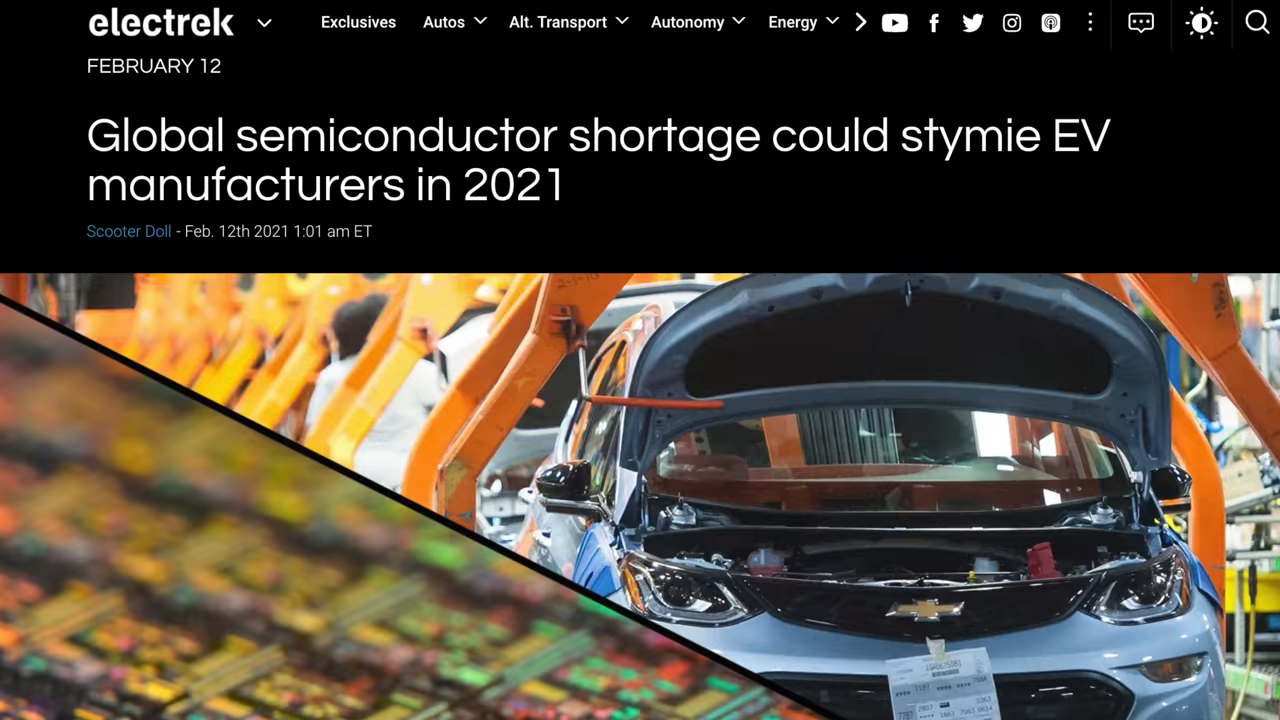 electrek
Exclusives Autos Alt. Transport Autonomy Energy
FEBRUARY 12
Global semiconductor shortage could stymie EV
manufacturers in 2021
Scooter Doll - Feb. 12th 2021 1:01 am ET